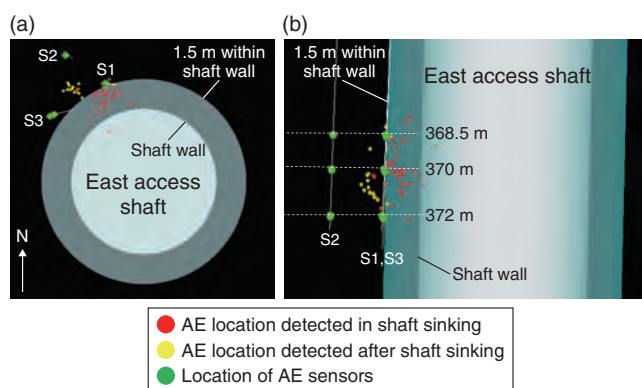 (a)
S2
S1
1.5 m within
shaft wall
S3
Shaft wall
East access
shaft
N
(b)
1.5 m within
shaft wall
East access shaft
368.5 m
370 m
372 m
S2
S1,S3
Shaft wall
AE location detected in shaft sinking
AE location detected after shaft sinking
Location of AE sensors